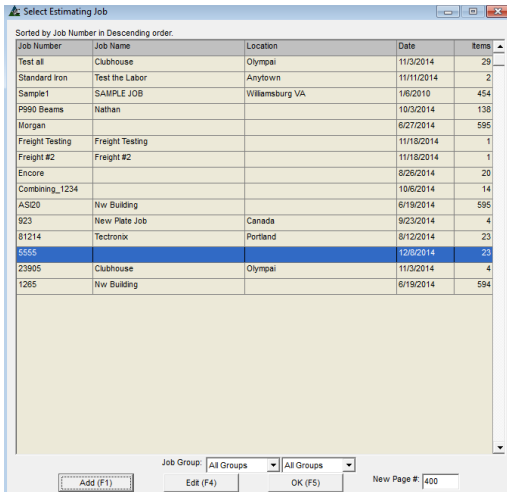 Select Estimating Job
Sorted by Job Number in Descending order.
Job Number Job Name Location Date Items
Test all Clubhouse Olympai 11/3/2014 29
Standard Iron Test the Labor Anytown 11/11/2014 2
Sample1 SAMPLE JOB Williamsburg VA 1/6/2010 454
P990 Beams Nathan 10/3/2014 138
Morgan 6/27/2014 595
Freight Testing Freight Testing 11/18/2014 1
Freight #2 Freight #2 11/18/2014 1
Encore 8/26/2014 20
Combining_1234 10/6/2014 14
ASI20 Nw Building 6/19/2014 595
923 New Plate Job Canada 9/23/2014 4
81214 Tectronix Portland 8/12/2014 23
5555 12/8/2014 23
23905 Clubhouse Olympai 11/3/2014 4
1265 Nw Building 6/19/2014 594
Job Group: All Groups All Groups
Add (F1) Edit (F4) OK (F5) New Page #: 400